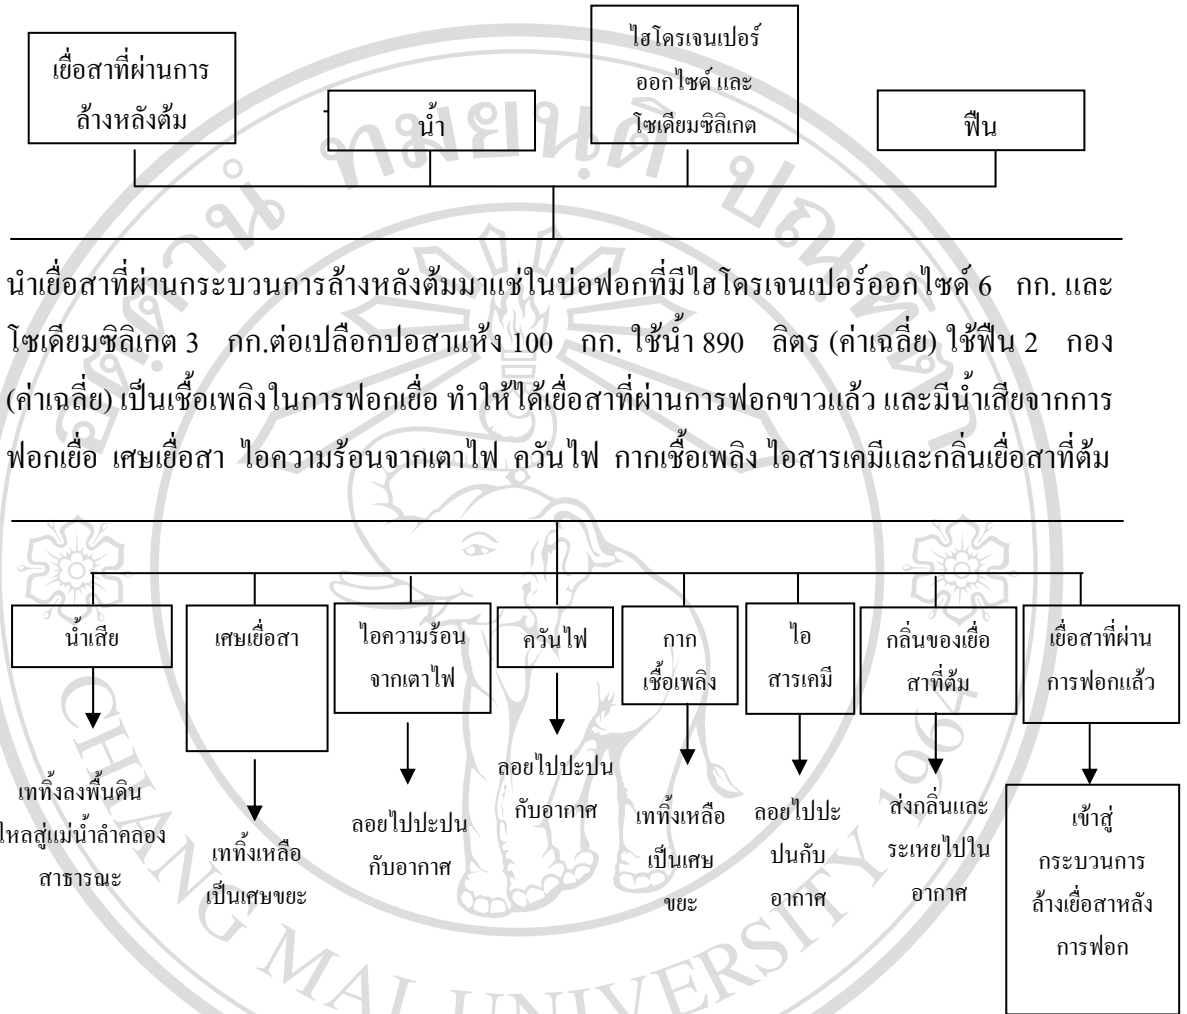 เยื่อสาที่ผ่านการ
ล้างหลังต้ม
น้ำ
ไฮโดรเจนเปอร์
ออกไซด์ และ
โซเดียมซิลิเกต
ฟืน
นำเยื่อสาที่ผ่านกระบวนการล้างหลังต้มมาแช่ในบ่อฟอกที่มีไฮโดรเจนเปอร์ออกไซด์ 6 กก. และ
โซเดียมซิลิเกต 3 กก.ต่อเปลือกปอสาแห้ง 100 กก. ใช้น้ำ 890 ลิตร (ค่าเฉลี่ย) ใช้ฟืน 2 กอง
(ค่าเฉลี่ย) เป็นเชื้อเพลิงในการฟอกเยื่อ ทำให้ได้เยื่อสาที่ผ่านการฟอกขาวแล้ว และมีน้ำเสียจากการ
ฟอกเยื่อ เศษเยื่อสา ไอความร้อนจากเตาไฟ ควันไฟ กากเชื้อเพลิง ไอสารเคมีและกลิ่นเยื่อสาที่ต้ม
น้ำเสีย
เททิ้งลงพื้นดิน
ไหลสู่แม่น้ำลำคลอง
สาธารณะ
เศษเยื่อสา
เททิ้งเหลือ
เป็นเศษขยะ
ไอความร้อน
จากเตาไฟ
ลอยไปปะปน
กับอากาศ
ควันไฟ
ลอยไปปะปน
กับอากาศ
กาก
เชื้อเพลิง
เททิ้งเหลือ
เป็นเศษ
ขยะ
ไอ
สารเคมี
ลอยไปปะ
ปนกับ
อากาศ
กลิ่นของเยื่อ
สาที่ต้ม
ส่งกลิ่นและ
ระเหยไปใน
อากาศ
เยื่อสาที่ผ่าน
การฟอกแล้ว
เข้าสู่
กระบวนการ
ล้างเยื่อสาหลัง
การฟอก
CHIANG MAI UNIVERSITY 1964